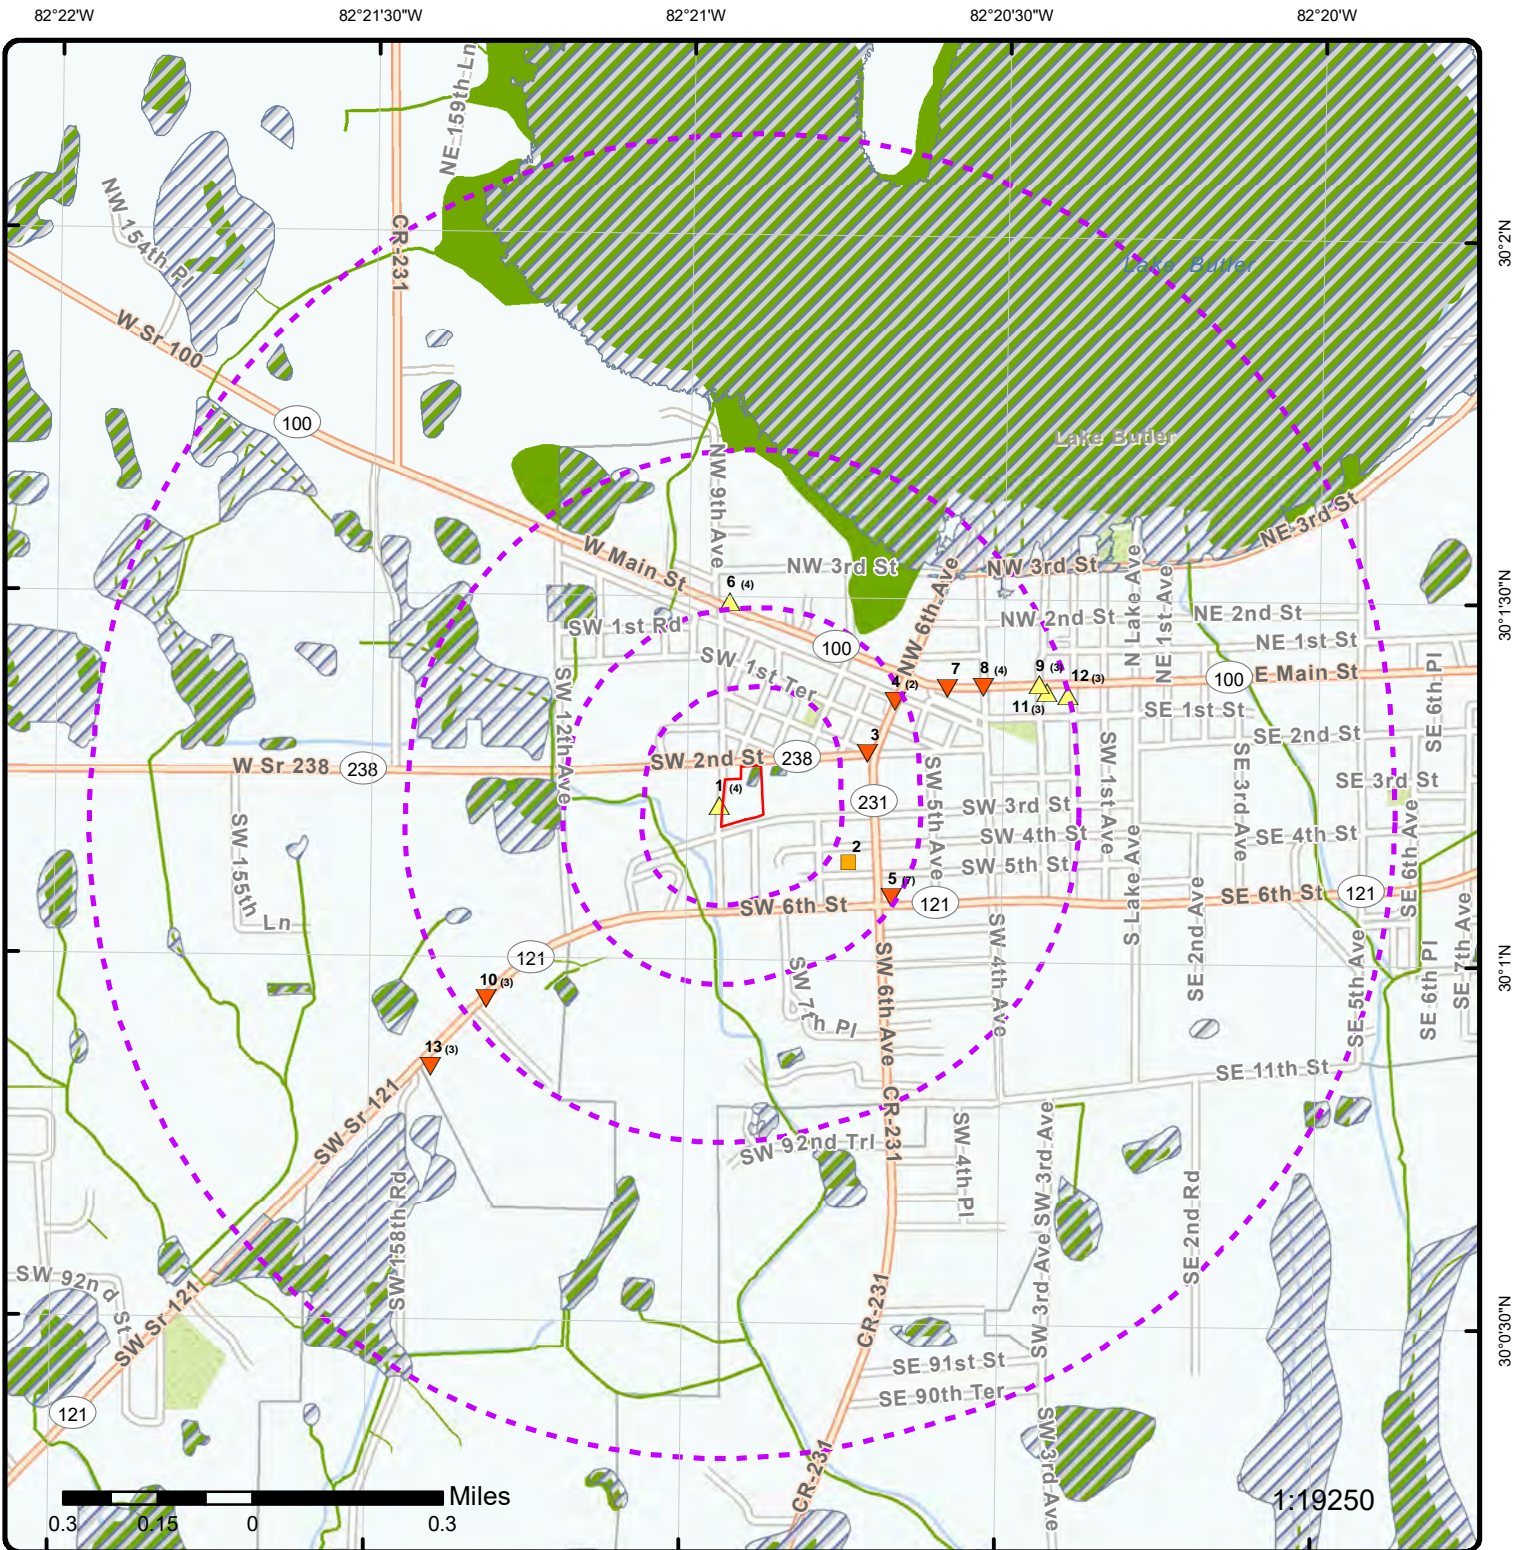 82°22'W 82°21'30"W 82°21'W 82°20'30"W 82°20'W
NE 159th Ln
NW 154th Pl
CR-231
30°2'N
Lake Butler
W Sr 100
100
Lake Butler
NW 9th Ave
NE 3rd St
W Main St
NW 3rd St
NW 6th Ave
NW 3rd St
N Lake Ave
NE 1st Ave
6 (4)
30°1'30"N
SW 1st Rd
NW 2nd St
NE 2nd St
NE 1st St
100
SW 1st Ter
4 (2)
7
8 (4)
9 (3)
12 (3)
11 (3)
100
E Main St
SE 6th Pl
SW 12th Ave
SE 1st St
3
SE 2nd St
W Sr 238
238
SW 2nd St
238
SW 1st Ave
SE 3rd Ave
SE 3rd St
1 (4)
231
SW 5th Ave
SW 3rd St
SE 6th Ave
SW 155th
Ln
2
SW 4th St
SE 4th St
SW 5th St
S Lake Ave
5 (7)
SW 6th St
121
SE 6th St
121
SE 2nd Ave
SE 5th Ave
SE 6th Pl
SE 7th Ave
121
10 (3)
SW 7th Pl
SW 6th Ave
SW 4th Ave
30°1'N
13 (3)
SE 11th St
SW Sr 121
CR-231
SW 92nd Trl
SW 4th Pl
SW 3rd Ave
SW 3rd Ave
SE 2nd Rd
SW 158th Rd
SW 92nd St
SW Sr 121
CR-231
30°0'30"N
SE 91st St
SE 90th Ter
121
SW 3rd Ave
CR-231
Miles
1:19250
0.3 0.15 0 0.3